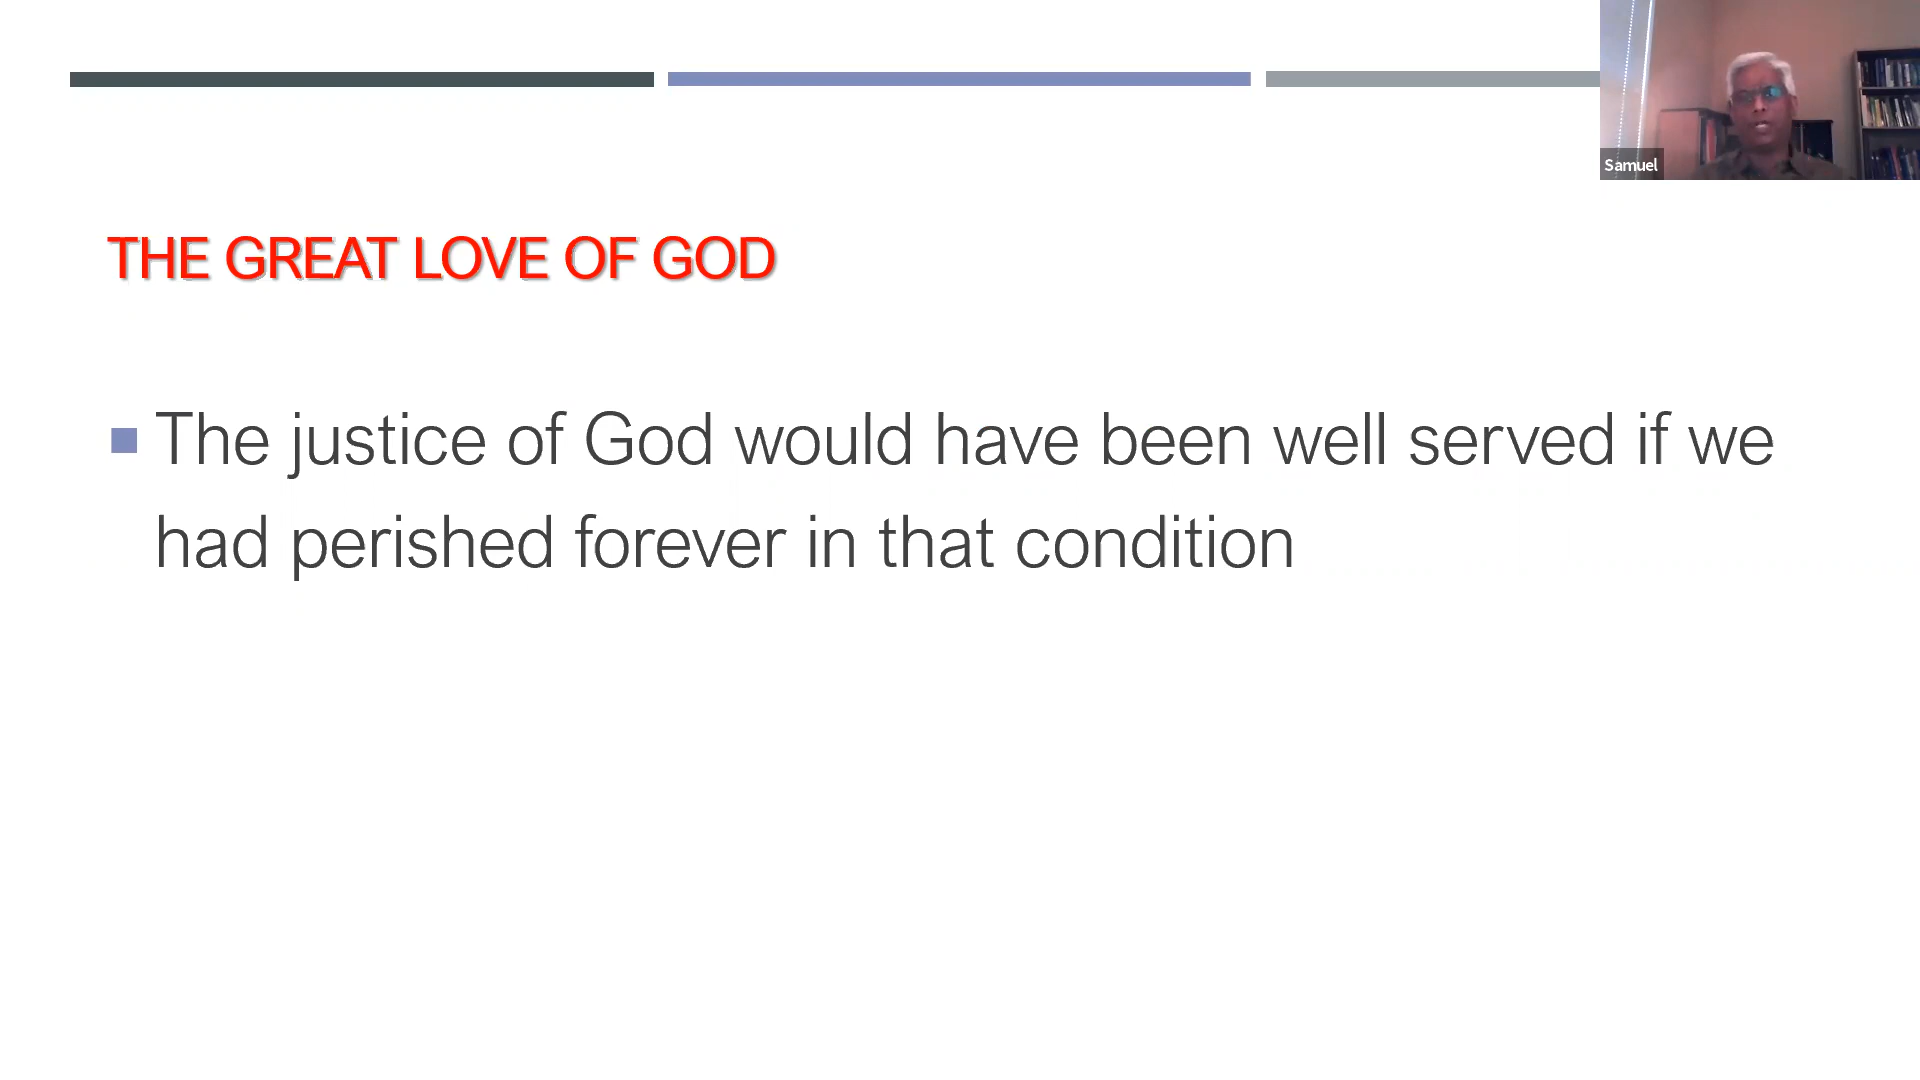 Samuel
THE GREAT LOVE OF GOD
The justice of God would have been well served if we
had perished forever in that condition